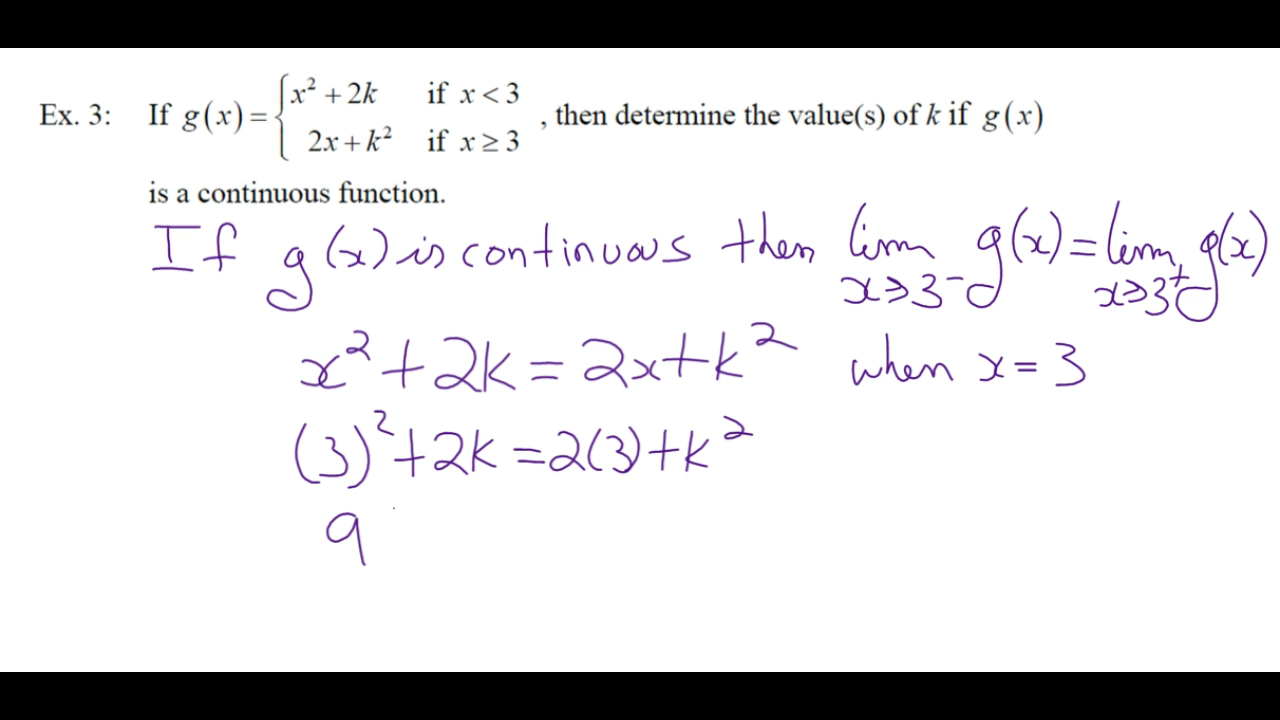 Ex. 3: If g(x) = { x² + 2k if x < 3
2x + k² if x ≥ 3 , then determine the value(s) of k if g(x)
is a continuous function.
If g(x) is continuous then lim x→3⁻ g(x) = lim x→3⁺ g(x)
x² + 2k = 2x + k² when x = 3
(3)² + 2k = 2(3) + k²
9